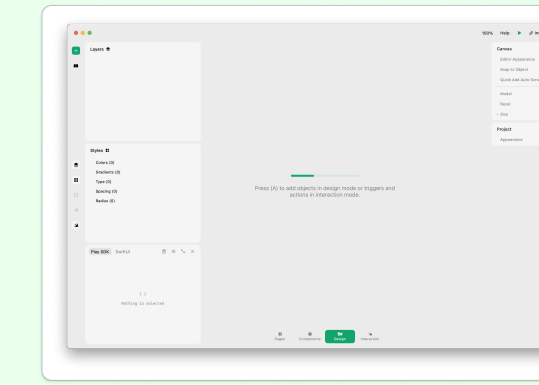 100% Help
Layers
Canvas
Editor Appearance
Snap to Object
Quick Add Auto
Model
Bezel
Size
Project
Appearance
Styles
Colors (0)
Gradients (0)
Type (0)
Spacing (0)
Radius (0)
Press (A) to add objects in design mode or triggers and
actions in interaction mode.
Play SDK SwiftUI
Nothing is selected
Pages Components Design Interaction